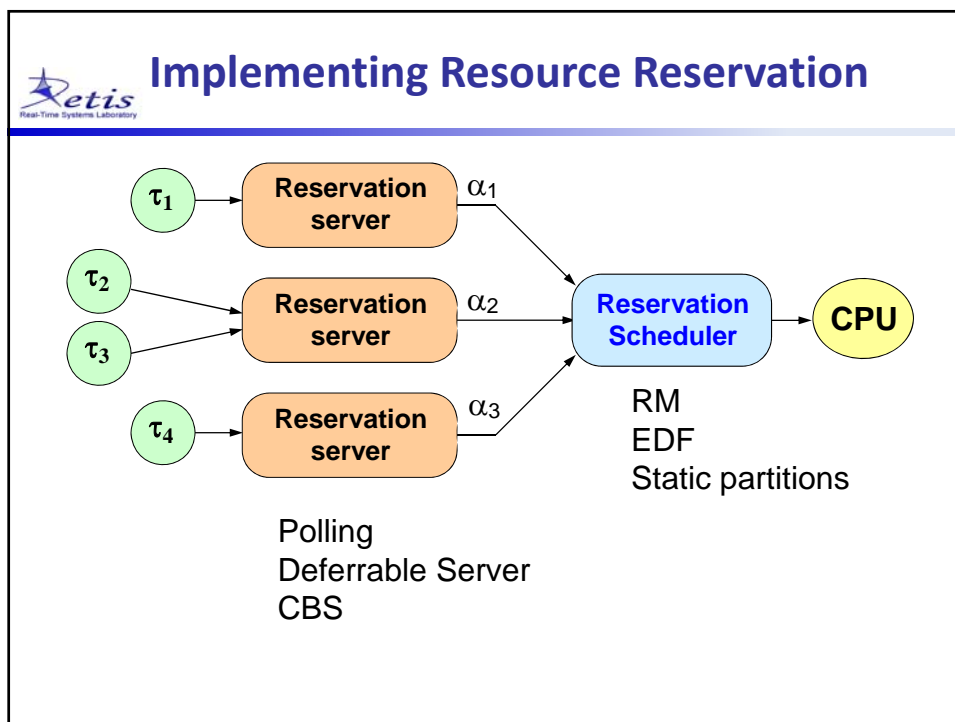 Implementing Resource Reservation
Retis
Real-Time Systems Laboratory
τ1
Reservation
server
α1
τ2
τ3
Reservation
server
α2
τ4
Reservation
server
α3
Reservation
Scheduler
CPU
RM
EDF
Static partitions
Polling
Deferrable Server
CBS